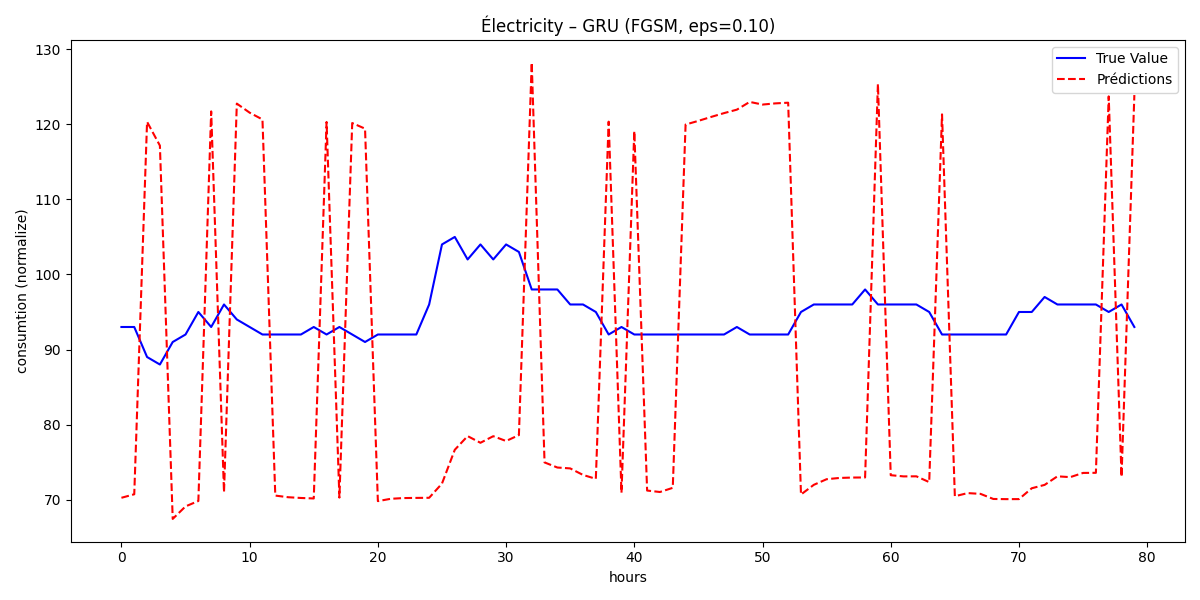 Électricity – GRU (FGSM, eps=0.10)
True Value
Prédictions
consumtion (normalize)
130
120
110
100
90
80
70
0 10 20 30 40 50 60 70 80
hours